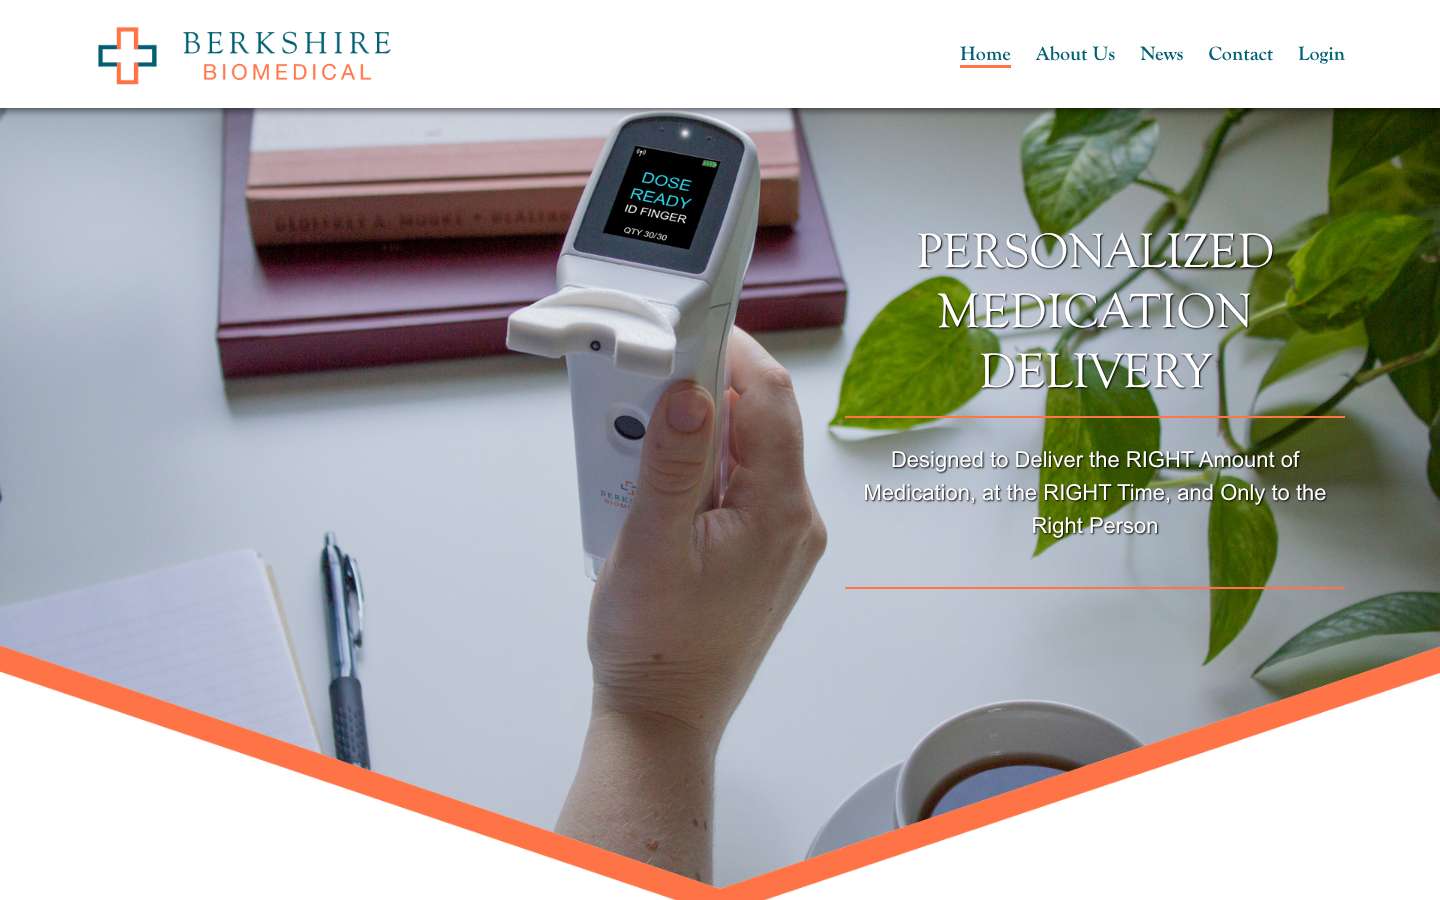 BERKSHIRE
BIOMEDICAL
Home About Us News Contact Login
DOSE
READY
ID FINGER
QTY 30/30
PERSONALIZED
MEDICATION
DELIVERY
Designed to Deliver the RIGHT Amount of
Medication, at the RIGHT Time, and Only to the
Right Person